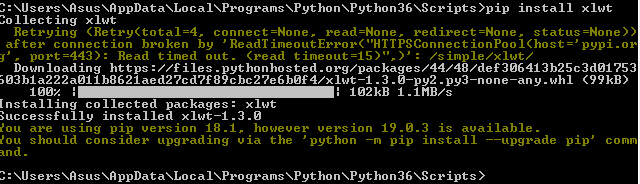 C:\Users\Asus\AppData\Local\Programs\Python\Python36\Scripts>pip install xlwt
Collecting xlwt
  Retrying (Retry(total=4, connect=None, read=None, redirect=None, status=None))
 after connection broken by 'ReadTimeoutError("HTTPSConnectionPool(host='pypi.or
g', port=443): Read timed out. (read timeout=15)",)': /simple/xlwt/
  Downloading https://files.pythonhosted.org/packages/44/48/def306413b25c3d01753
603b1a222a011b8621aed27cd7f89cbc27e6b0f4/xlwt-1.3.0-py2.py3-none-any.whl (99kB)
    100% |████████████████████████████████| 102kB 1.1MB/s
Installing collected packages: xlwt
Successfully installed xlwt-1.3.0
You are using pip version 18.1, however version 19.0.3 is available.
You should consider upgrading via the 'python -m pip install --upgrade pip' comm
and.
C:\Users\Asus\AppData\Local\Programs\Python\Python36\Scripts>